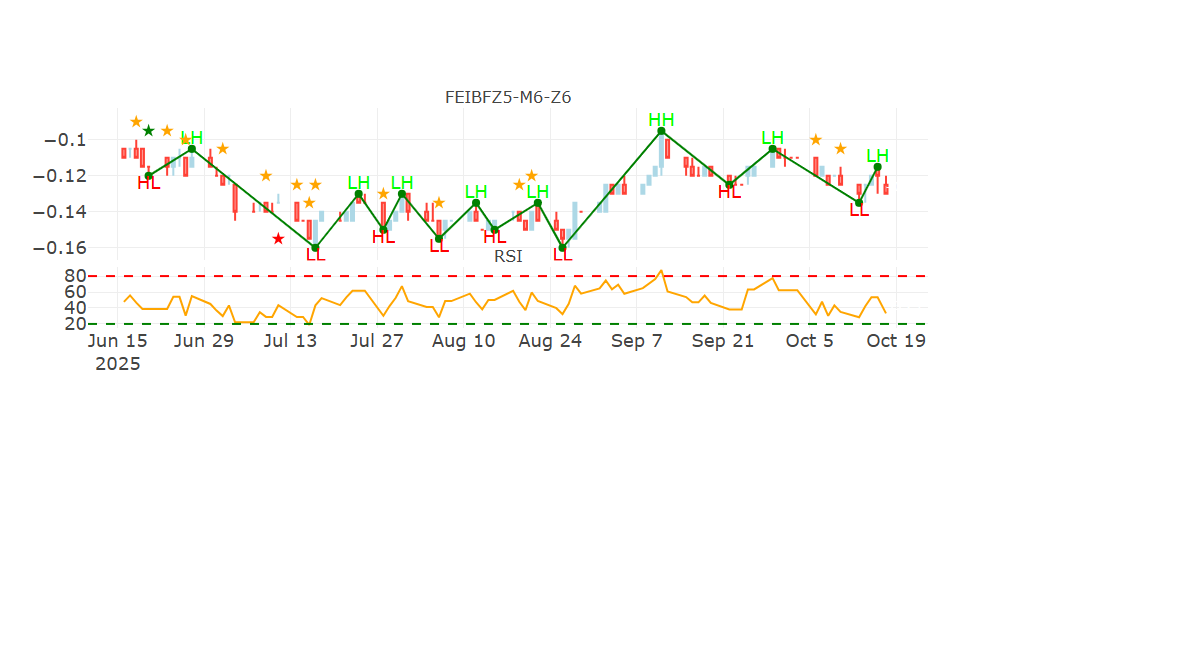 FEIBFZ5-M6-Z6
HH
−0.1
LH
LH
LH
−0.12
HL
LH
LH
LH
LH
HL
−0.14
HL
HL
LL
−0.16
LL
LL
LL
RSI
80
60
40
20
Jun 15
2025
Jun 29
Jul 13
Jul 27
Aug 10
Aug 24
Sep 7
Sep 21
Oct 5
Oct 19